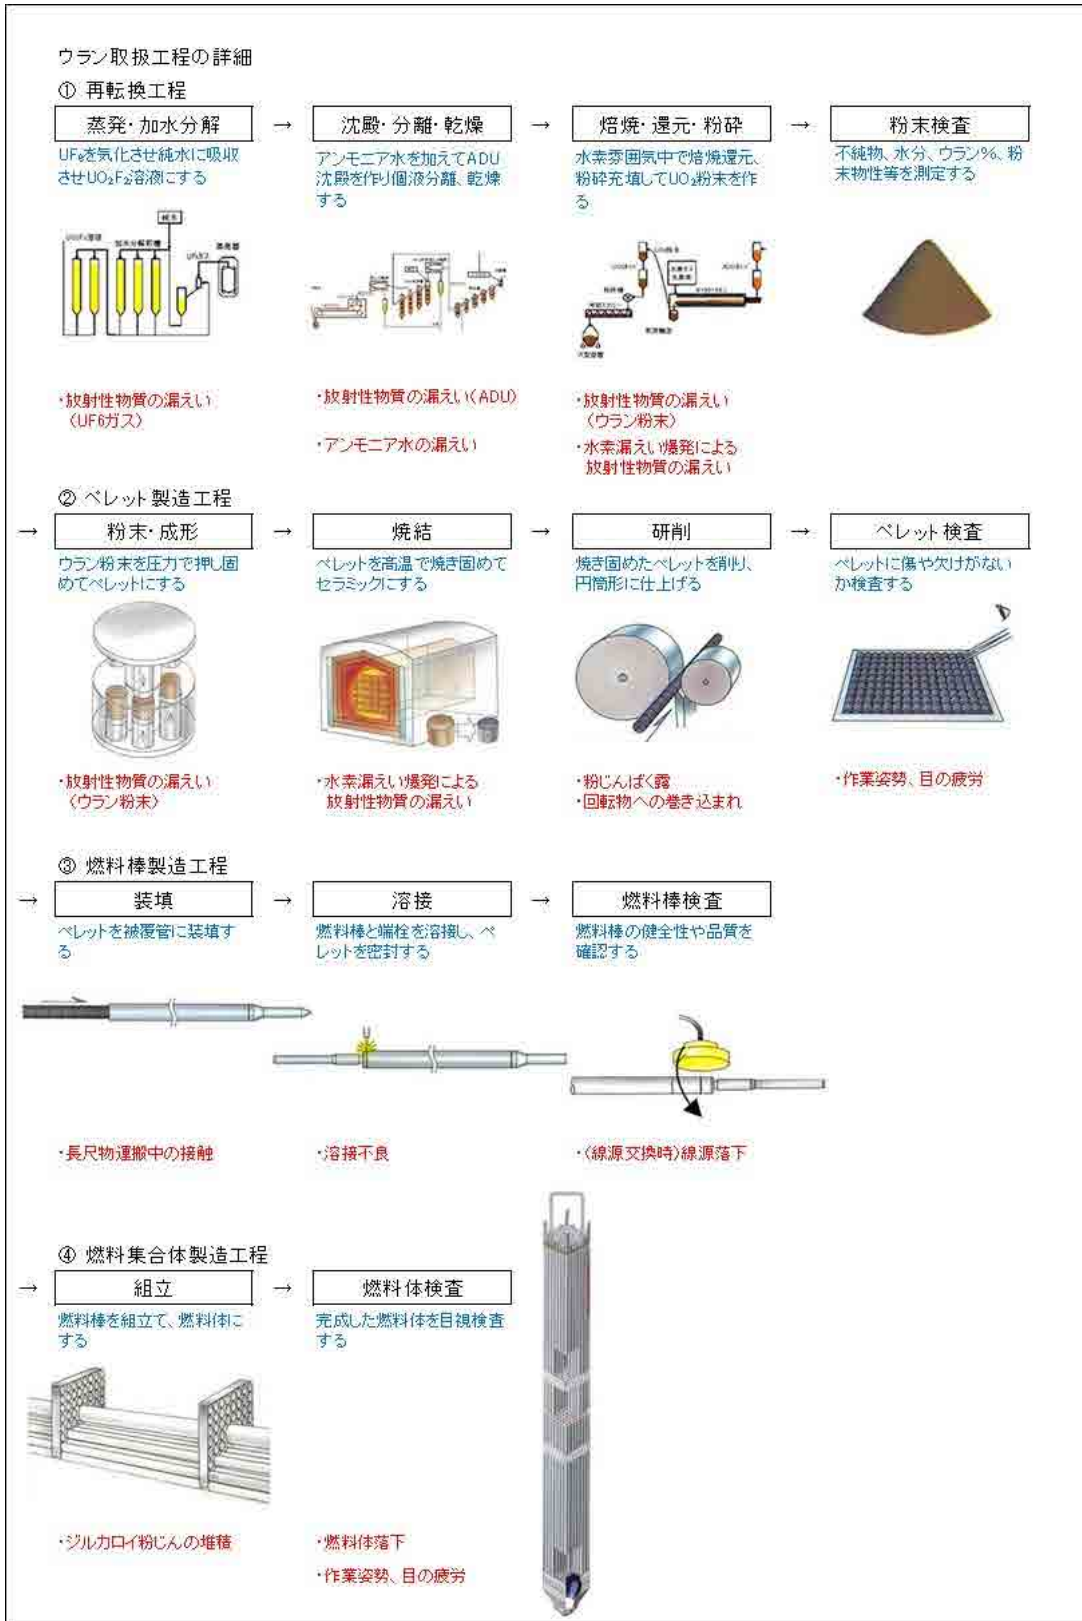 ウラン取扱工程の詳細
① 再転換工程
蒸発・加水分解
→
沈殿・分離・乾燥
→
焙焼・還元・粉砕
→
粉末検査
UF₆を気化させ純水に吸収
させUO₂F₂溶液にする
アンモニア水を加えてADU
沈殿を作り個液分離、乾燥
する
水素雰囲気中で焙焼還元、
粉砕充填してUO₂粉末を作
る
不純物、水分、ウラン%、粉
末物性等を測定する
純水
加水分解前槽
・放射性物質の漏えい
(UF6ガス)
・放射性物質の漏えい(ADU)
・アンモニア水の漏えい
・放射性物質の漏えい
(ウラン粉末)
・水素漏えい爆発による
放射性物質の漏えい
② ペレット製造工程
→
粉末・成形
→
焼結
→
研削
→
ペレット検査
ウラン粉末を圧力で押し固
めてペレットにする
ペレットを高温で焼き固めて
セラミックにする
焼き固めたペレットを削り、
円筒形に仕上げる
ペレットに傷や欠けがない
か検査する
・放射性物質の漏えい
(ウラン粉末)
・水素漏えい爆発による
放射性物質の漏えい
・粉じんばく露
・回転物への巻き込まれ
・作業姿勢、目の疲労
③ 燃料棒製造工程
→
装填
→
溶接
→
燃料棒検査
ペレットを被覆管に装填す
る
燃料棒と端栓を溶接し、ペ
レットを密封する
燃料棒の健全性や品質を
確認する
・長尺物運搬中の接触
・溶接不良
・(線源交換時)線源落下
④ 燃料集合体製造工程
→
組立
→
燃料体検査
燃料棒を組立て、燃料体に
する
完成した燃料体を目視検査
する
・ジルカロイ粉じんの堆積
・燃料体落下
・作業姿勢、目の疲労